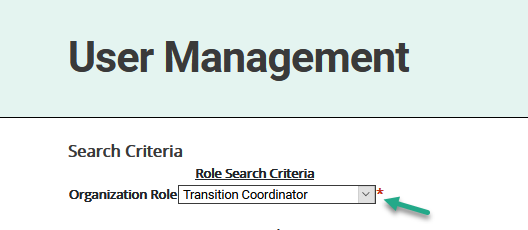 User Management
Search Criteria
Role Search Criteria
Organization Role Transition Coordinator *